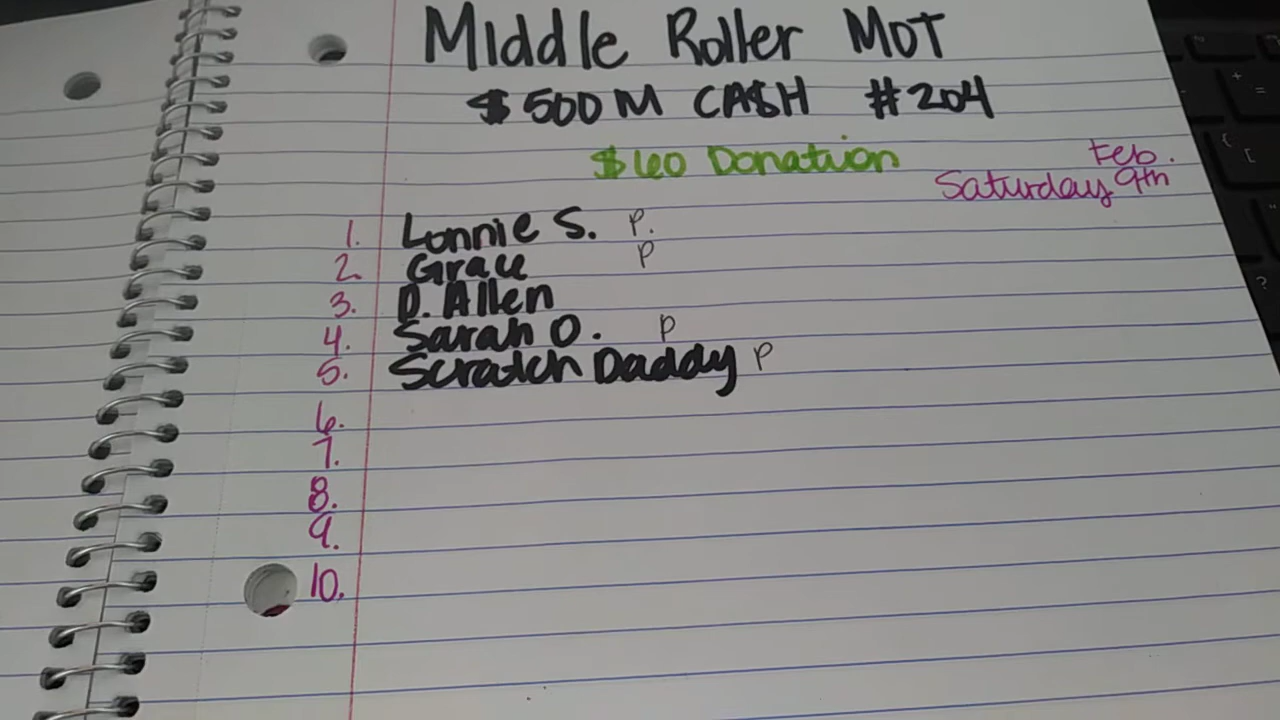 MIddle Roller MOT
$500M CA$H #204
$60 Donation
Feb.
Saturday 9th
1. Lonnie S. P.
2. Grace P
3. D. Allen
4. Sarah O. P
5. Scratch Daddy P
6.
7.
8.
9.
10.